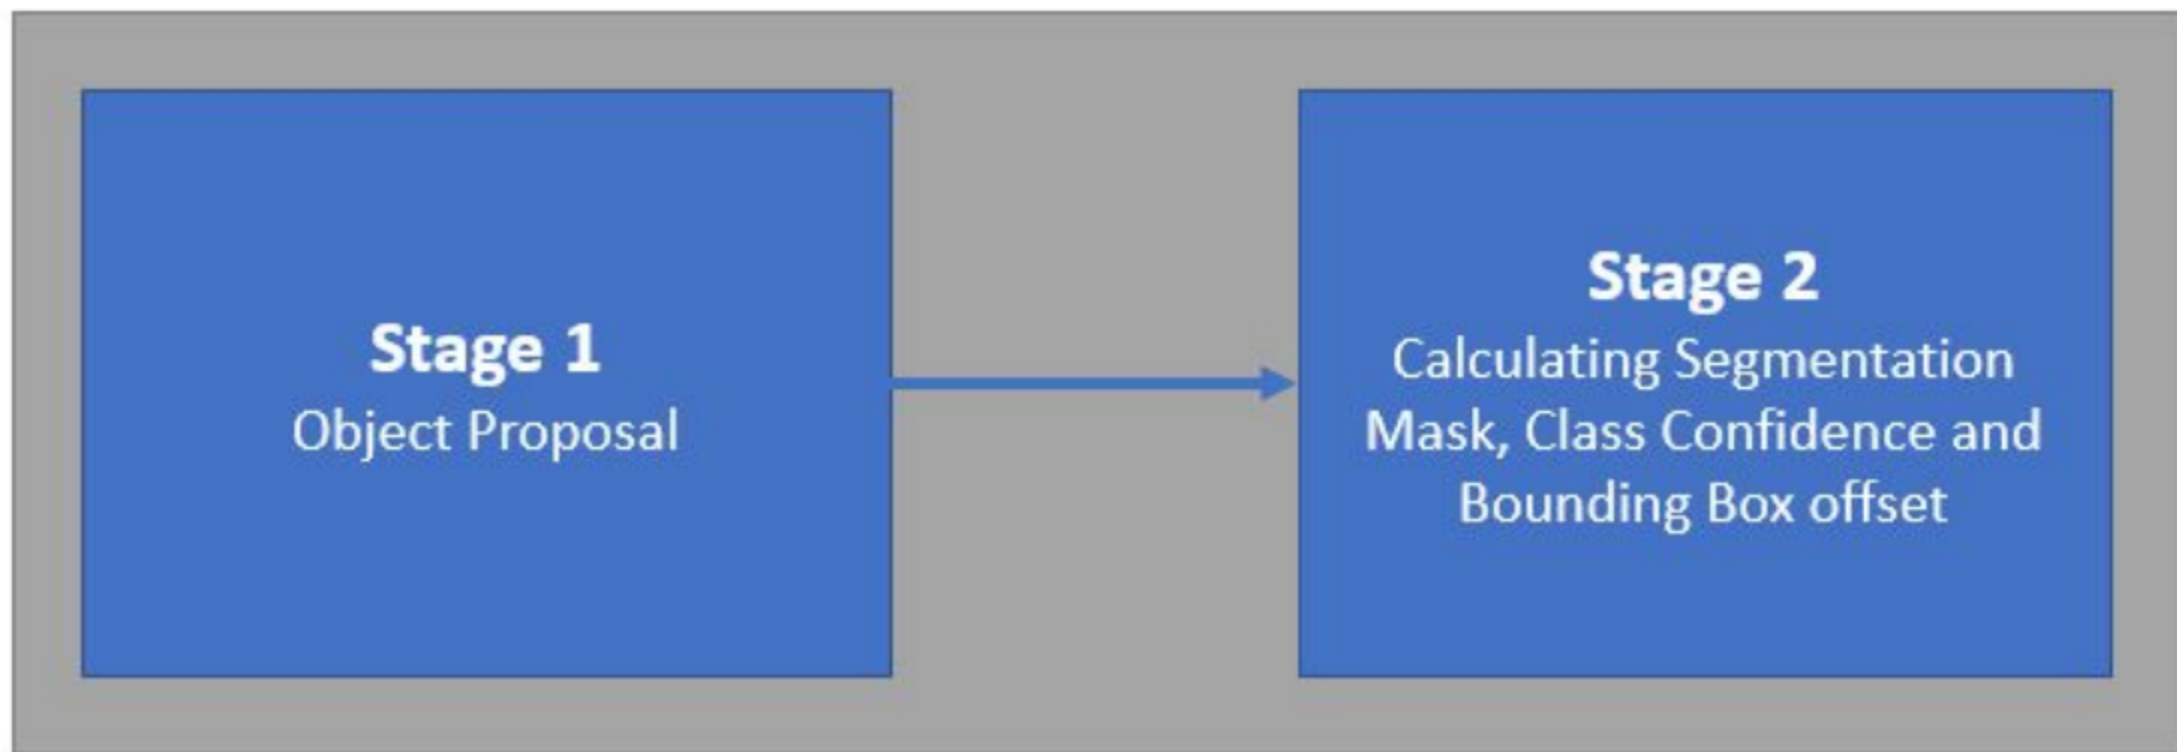 Stage 1
Object Proposal
Stage 2
Calculating Segmentation
Mask, Class Confidence and
Bounding Box offset